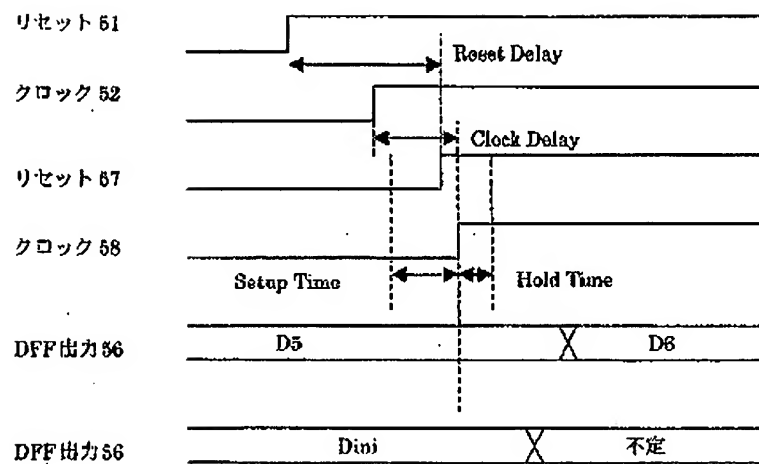 リセット 51
Reset Delay
クロック 52
Clock Delay
リセット 57
クロック 58
Setup Time
Hold Time
DFF出力 56
D5
D6
DFF出力 56
Dini
不定